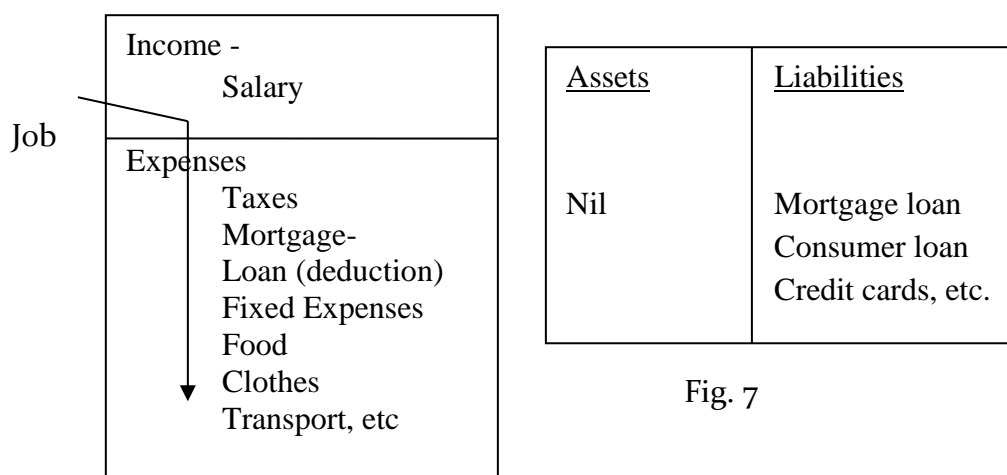 Income -
Salary
Job
Expenses
Taxes
Mortgage-
Loan (deduction)
Fixed Expenses
Food
Clothes
Transport, etc
Assets
Liabilities
Nil
Mortgage loan
Consumer loan
Credit cards, etc.
Fig. 7